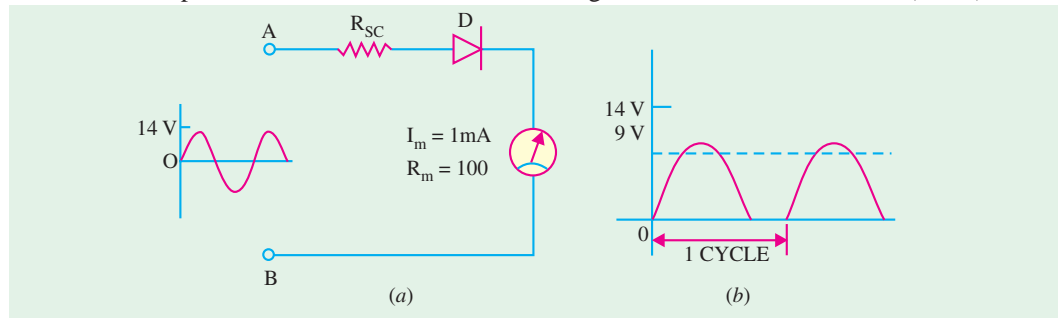 A
R_SC
D
14 V
O
I_m = 1mA
R_m = 100
B
(a)
14 V
9 V
0
1 CYCLE
(b)